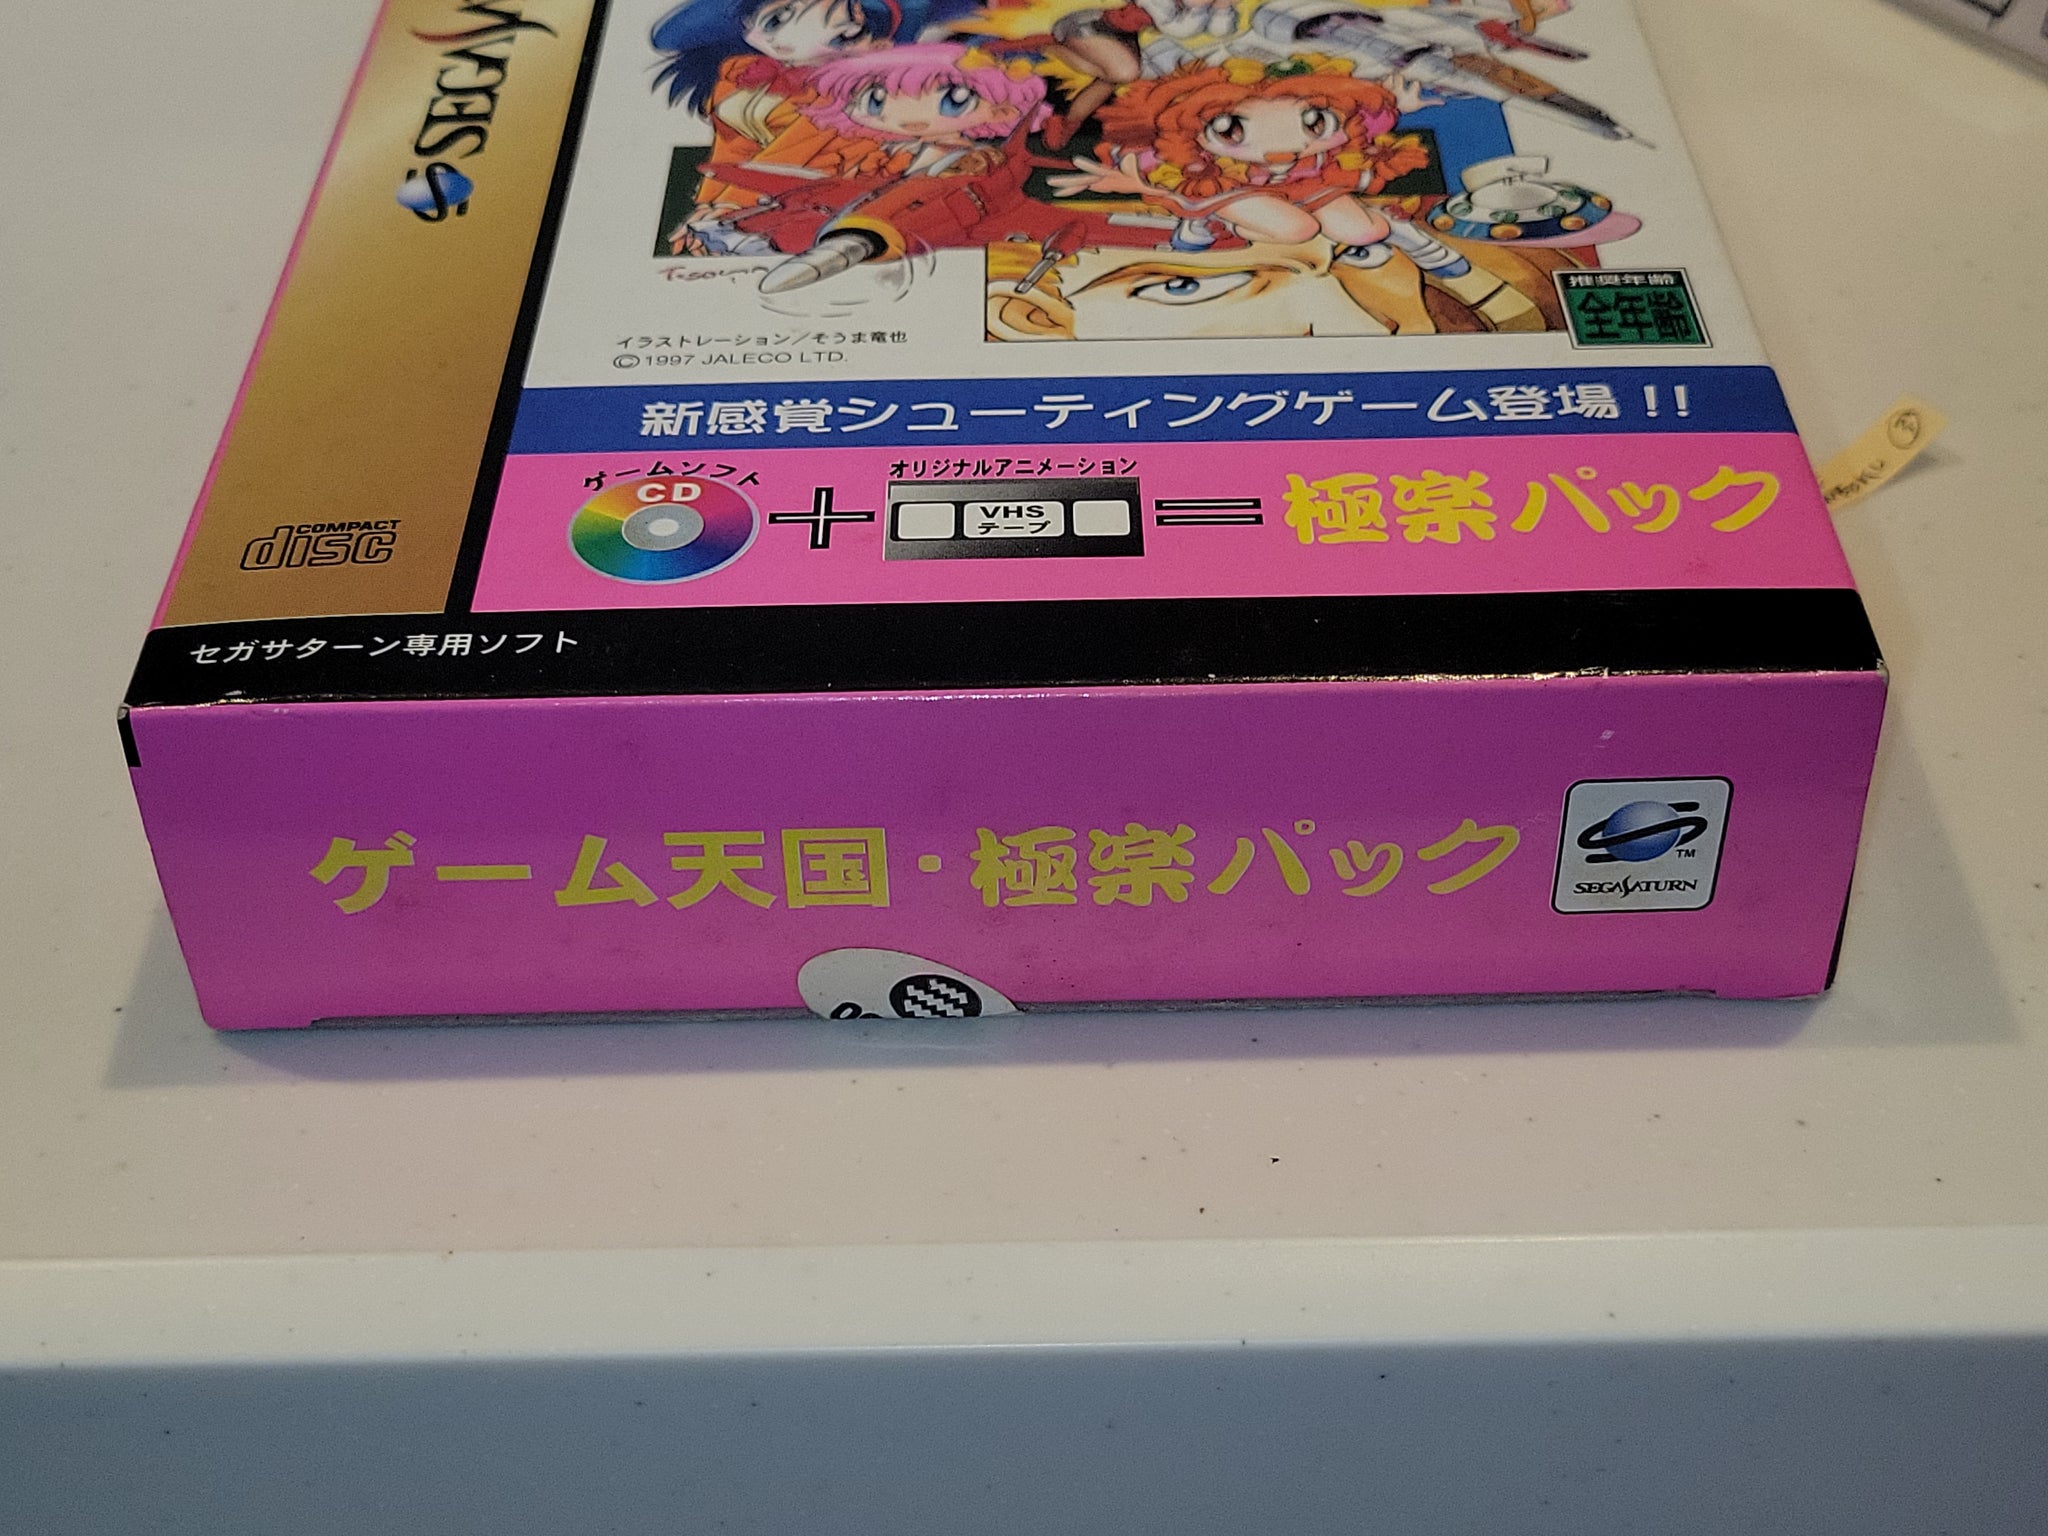 SEGA
推奨年齢
全年齢
イラストレーション／そうま竜也
©1997 JALECO LTD.
新感覚シューティングゲーム登場!!
ゲームソフト
CD
+
オリジナルアニメーション
VHS
テープ
=
極楽パック
COMPACT
disc
セガサターン専用ソフト
ゲーム天国・極楽パック
TM
SEGASATURN